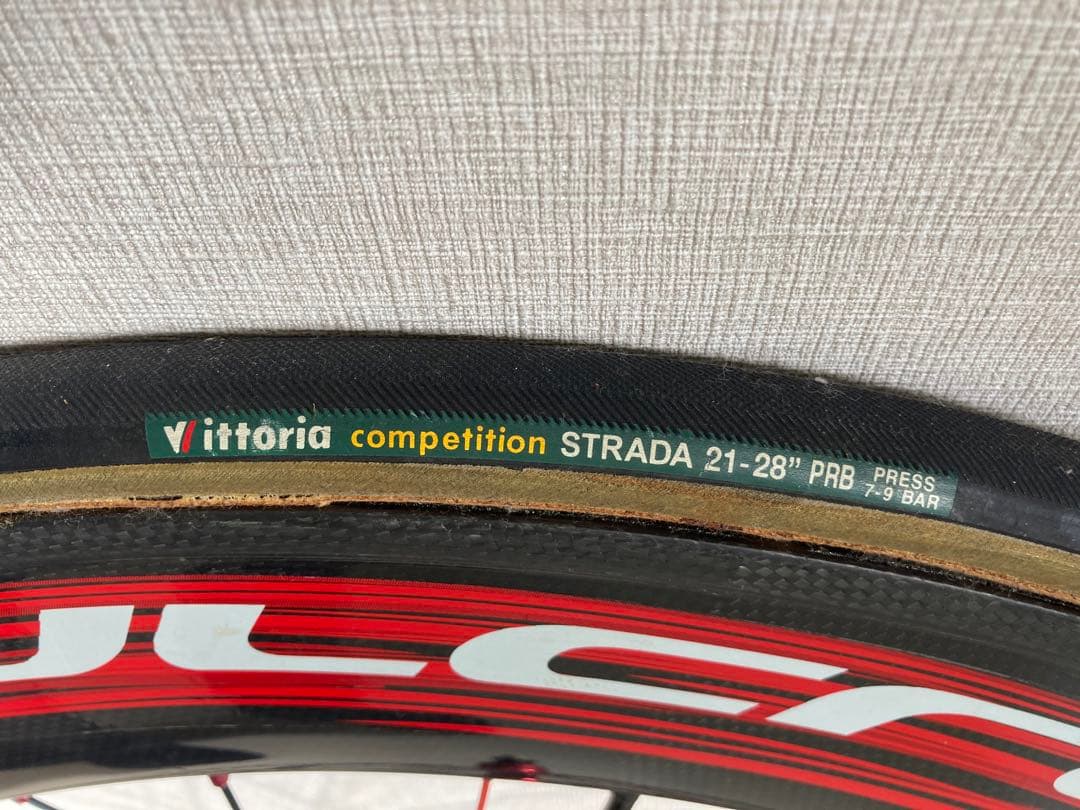 Vittoria competition STRADA 21-28" PRB PRESS
7-9 BAR